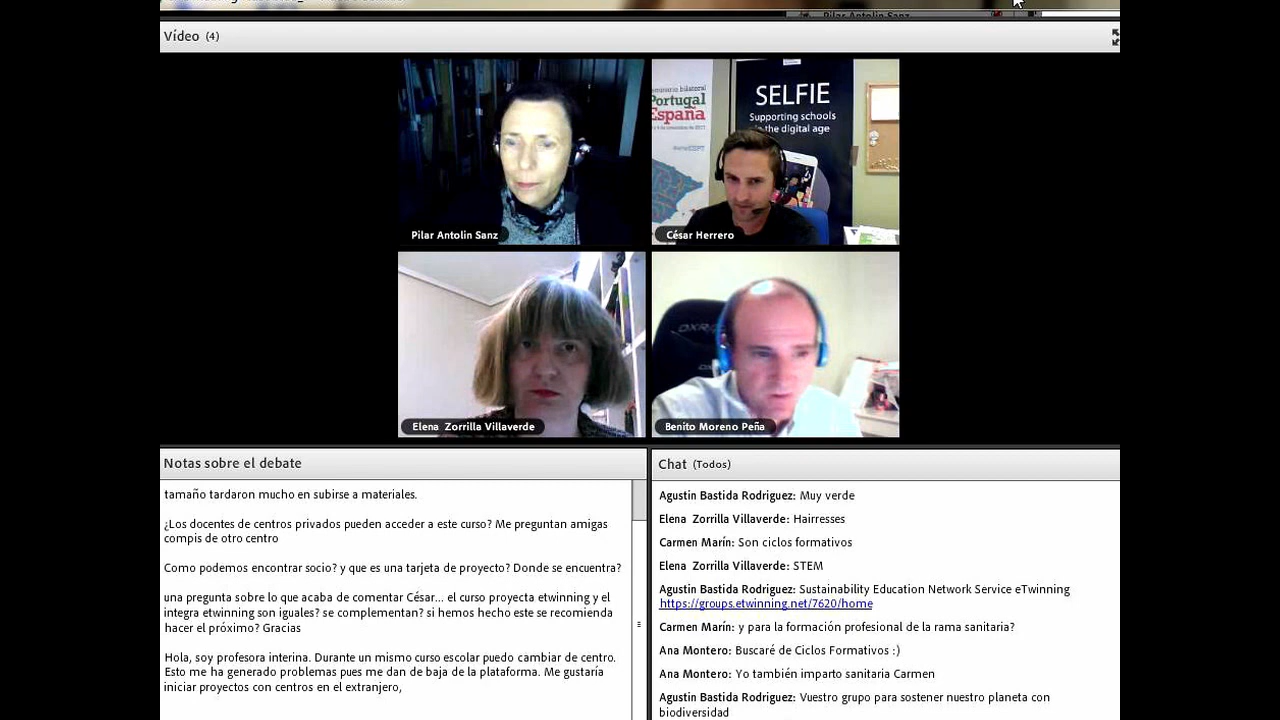 Pilar Antolin Sanz
Vídeo (4)
Portugal
España
SELFIE
Supporting schools
in the digital age
Pilar Antolin Sanz
César Herrero
Elena Zorrilla Villaverde
Benito Moreno Peña
Notas sobre el debate
tamaño tardaron mucho en subirse a materiales.
¿Los docentes de centros privados pueden acceder a este curso? Me preguntan amigas
compis de otro centro
Como podemos encontrar socio? y que es una tarjeta de proyecto? Donde se encuentra?
una pregunta sobre lo que acaba de comentar César... el curso proyecta etwinning y el
integra etwinning son iguales? se complementan? si hemos hecho este se recomienda
hacer el próximo? Gracias
Hola, soy profesora interina. Durante un mismo curso escolar puedo cambiar de centro.
Esto me ha generado problemas pues me dan de baja de la plataforma. Me gustaría
iniciar proyectos con centros en el extranjero,
Chat (Todos)
Agustin Bastida Rodriguez: Muy verde
Elena Zorrilla Villaverde: Hairresses
Carmen Marín: Son ciclos formativos
Elena Zorrilla Villaverde: STEM
Agustin Bastida Rodriguez: Sustainability Education Network Service eTwinning
https://groups.etwinning.net/7620/home
Carmen Marín: y para la formación profesional de la rama sanitaria?
Ana Montero: Buscaré de Ciclos Formativos :)
Ana Montero: Yo también imparto sanitaria Carmen
Agustin Bastida Rodriguez: Vuestro grupo para sostener nuestro planeta con
biodiversidad